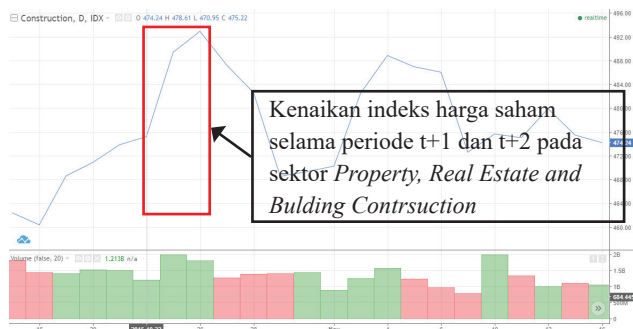 Construction, D, IDX O 474.24 H 478.61 L 470.95 C 475.22
realtime
496.00
492.00
488.00
484.00
480.00
476.00
474.24
468.00
464.00
460.00
Kenaikan indeks harga saham
selama periode t+1 dan t+2 pada
sektor Property, Real Estate and
Bulding Contrsuction
Volume (false, 20) 1.213B n/a
2B
1.5B
1B
684.445
500M
0